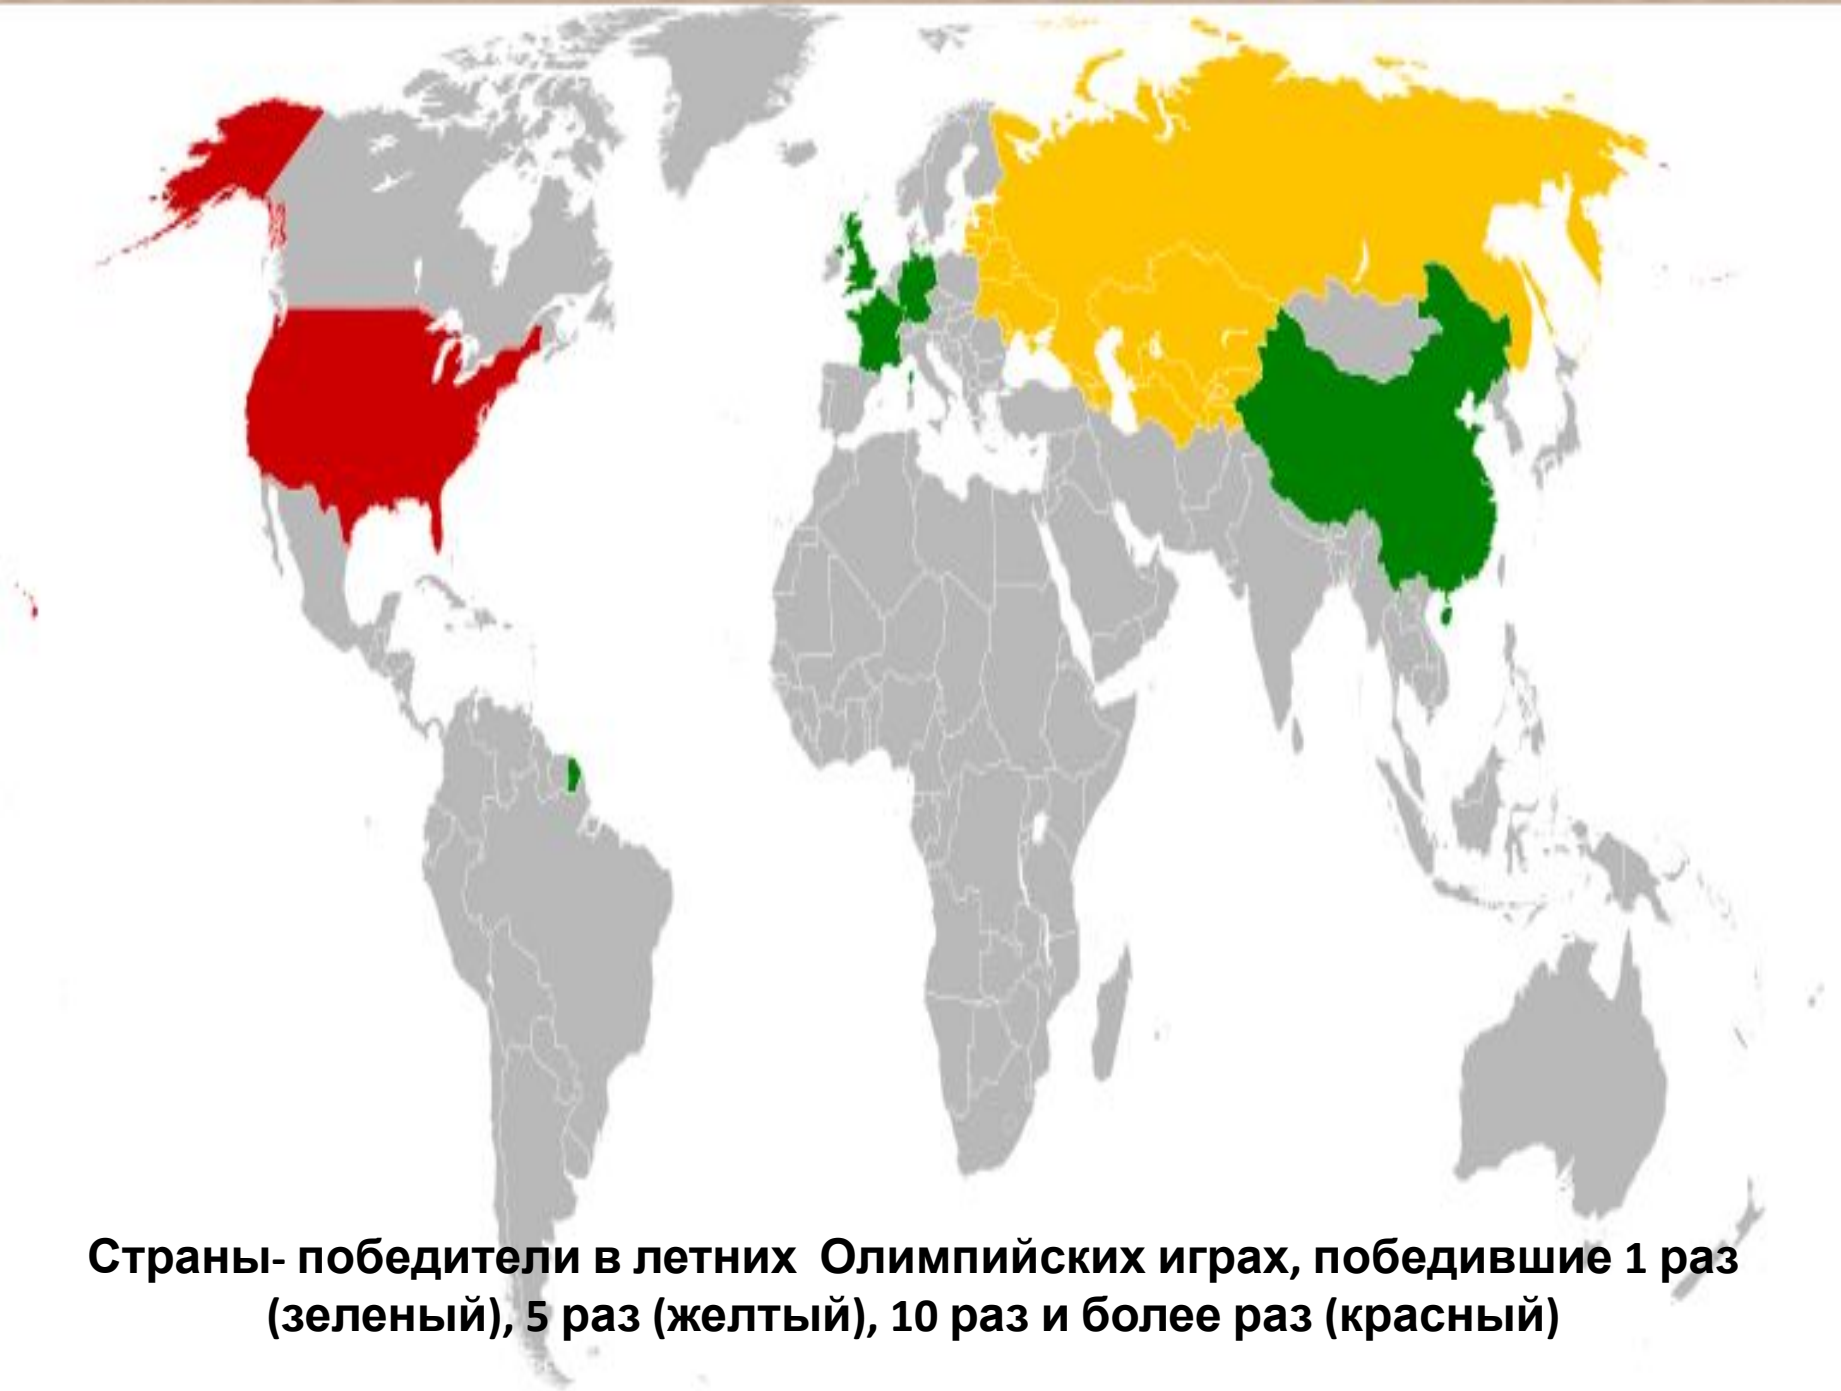 Страны- победители в летних Олимпийских играх, победившие 1 раз
(зеленый), 5 раз (желтый), 10 раз и более раз (красный)